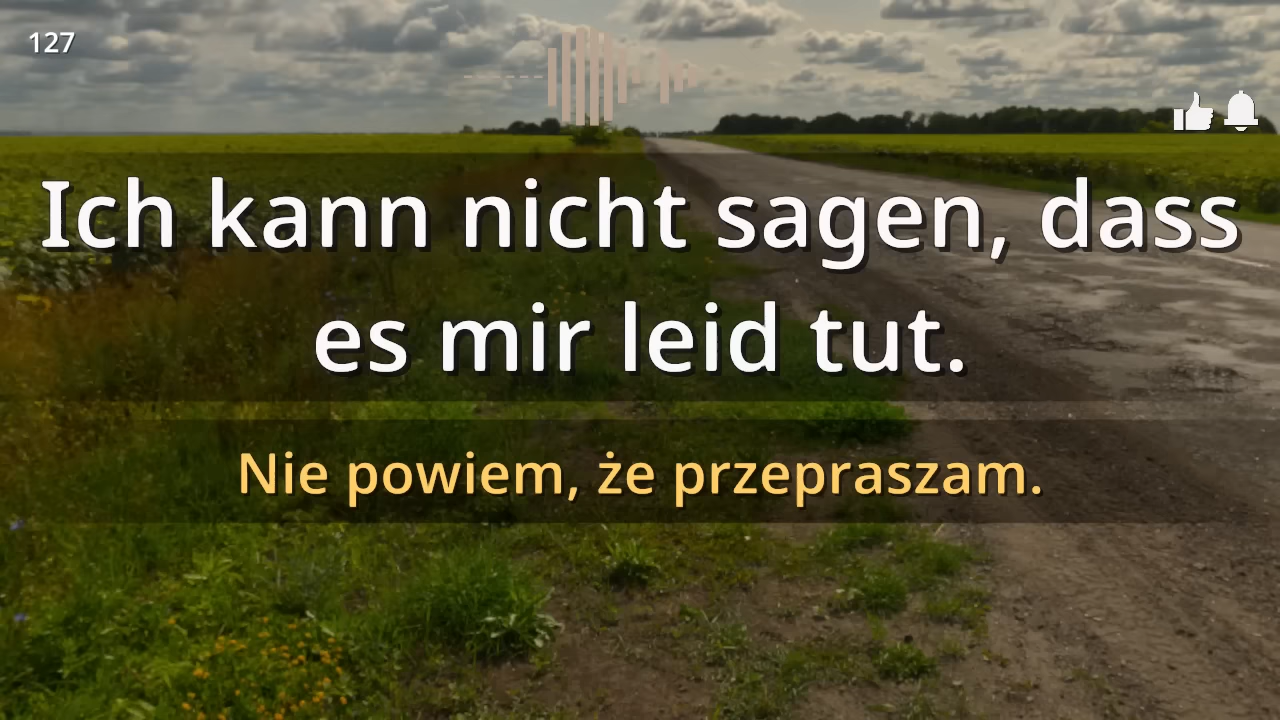 127
Ich kann nicht sagen, dass
es mir leid tut.
Nie powiem, że przepraszam.